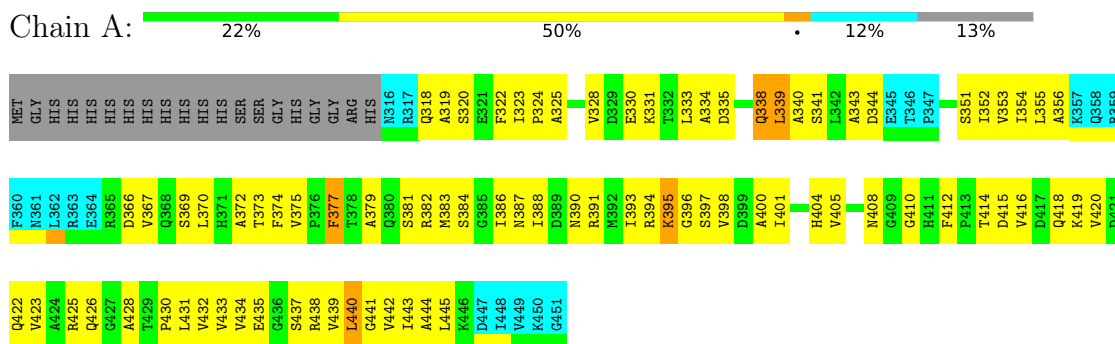 Chain A:
22% 50% • 12% 13%
MET GLY HIS HIS HIS HIS HIS HIS HIS HIS HIS HIS SER SER GLY HIS GLY GLY ARG HIS N316 R317 Q318 A319 S320 E321 F322 I323 P324 A325 V328 D329 E330 K331 T332 L333 A334 D335 Q338 L339 A340 S341 L342 A343 D344 E345 T346 P347 S351 I352 V353 I354 L355 A356 K357 Q358
F360 N361 L362 R363 E364 R365 D366 V367 Q368 S369 L370 H371 A372 T373 F374 V375 P376 F377 T378 A379 Q380 S381 R382 M383 S384 G385 I386 N387 I388 D389 N390 R391 M392 I393 R394 K395 G396 S397 V398 D399 A400 I401 H404 V405 N408 G409 G410 H411 F412 P413 T414 D415 V416 D417 Q418 K419 V420
Q422 V423 A424 R425 Q426 G427 A428 T429 P430 L431 V432 V433 V434 E435 G436 S437 R438 V439 L440 G441 V442 I443 A444 L445 K446 D447 I448 V449 K450 G451